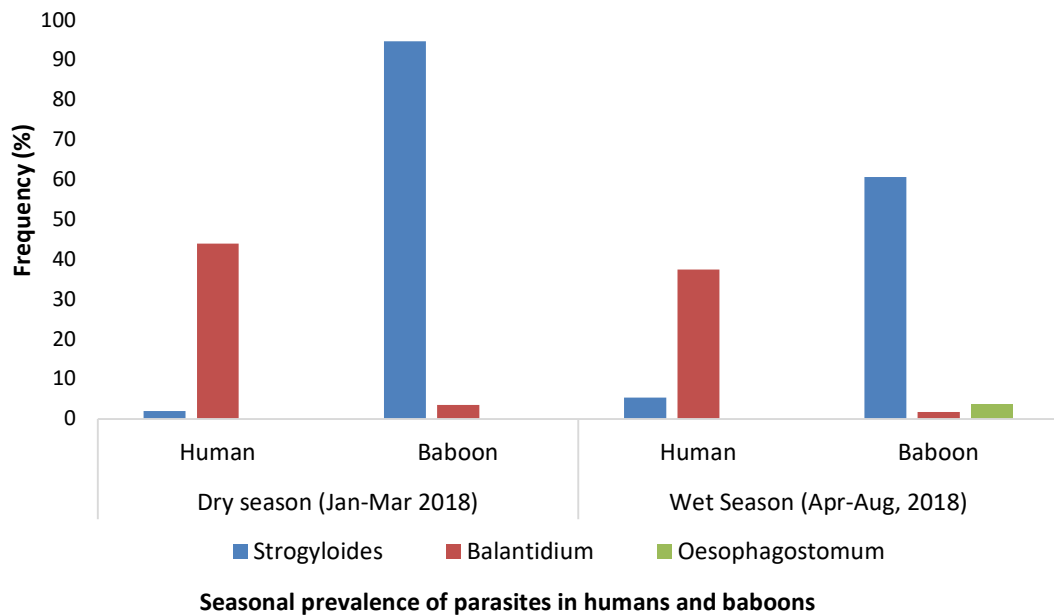 100
90
80
70
60
50
40
30
20
10
0
Frequency (%)
Human Baboon Human Baboon
Dry season (Jan-Mar 2018) Wet Season (Apr-Aug, 2018)
Strogyloides Balantidium Oesophagostomum
Seasonal prevalence of parasites in humans and baboons